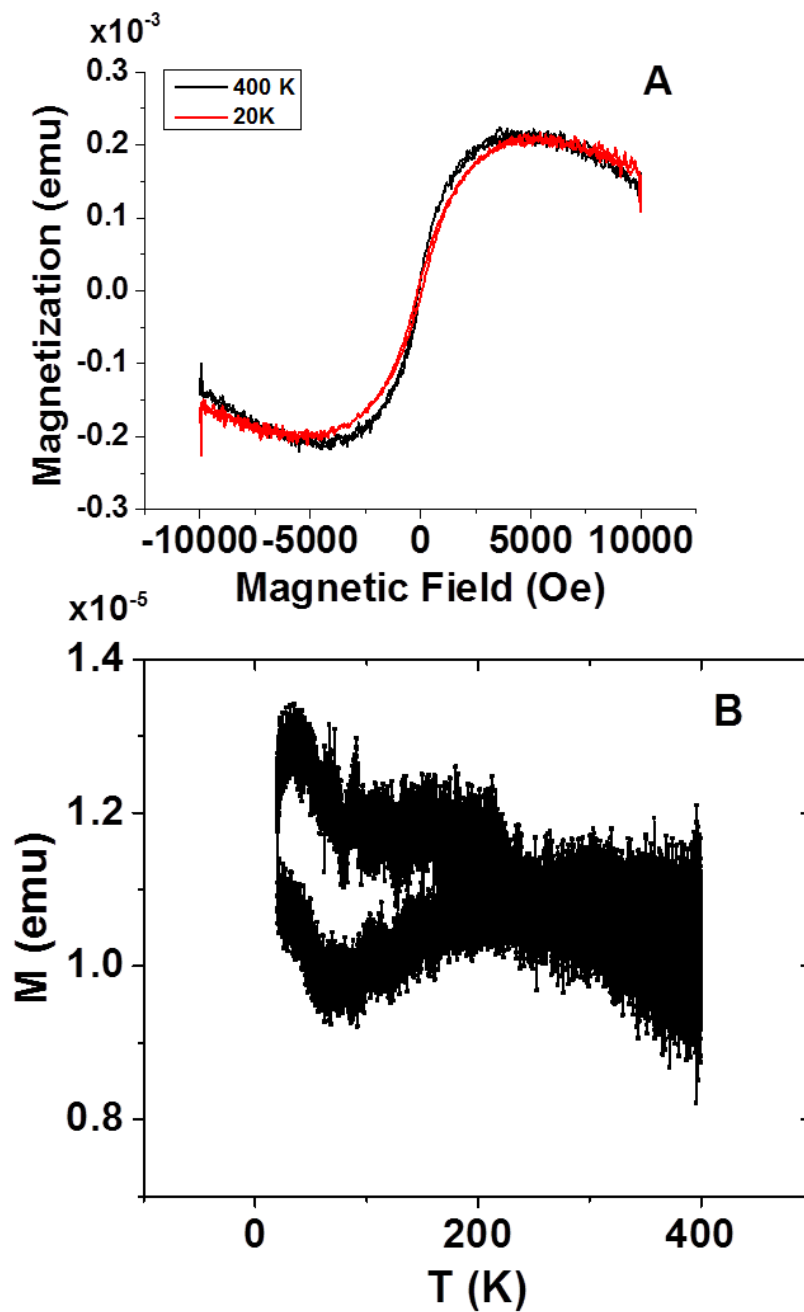 x10-3
0.3
400 K
A
20K
0.2
0.1
0.0
-0.1
-0.2
-0.3
Magnetization (emu)
-10000 -5000 0 5000 10000
Magnetic Field (Oe)
x10-5
1.4
B
1.2
1.0
0.8
M (emu)
0 200 400
T (K)